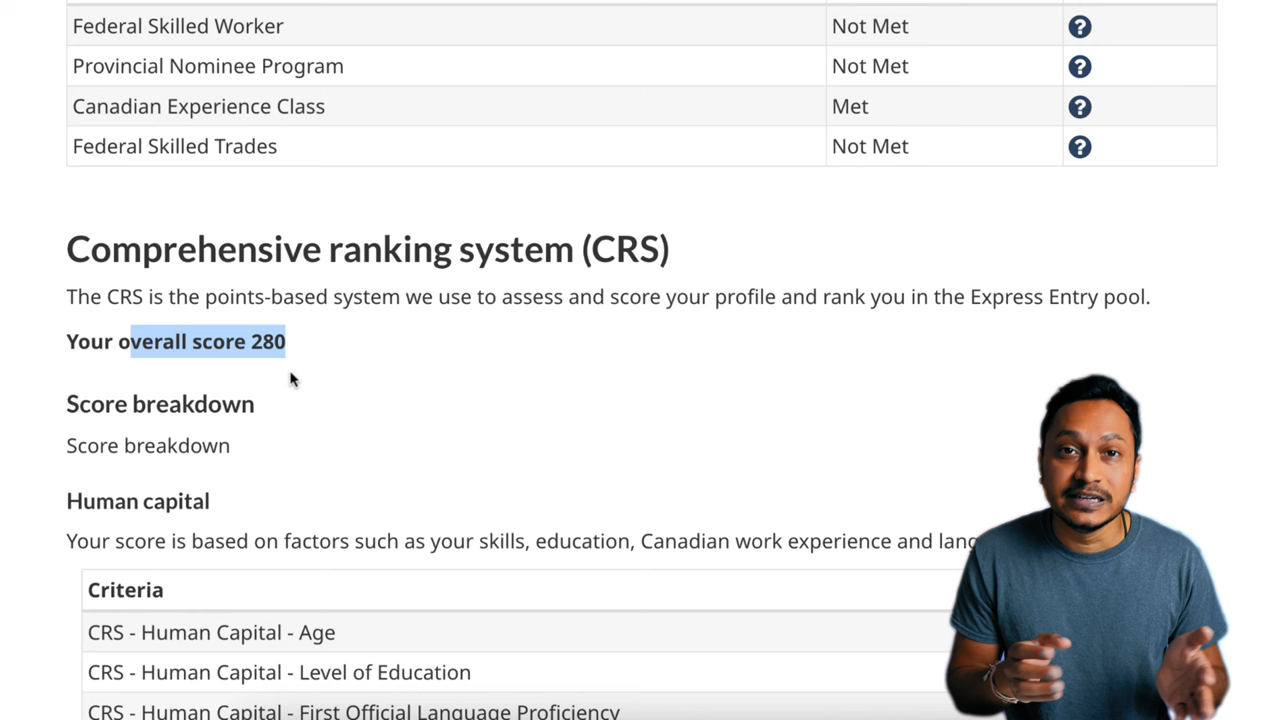 Federal Skilled Worker Not Met ?
Provincial Nominee Program Not Met ?
Canadian Experience Class Met ?
Federal Skilled Trades Not Met ?
Comprehensive ranking system (CRS)
The CRS is the points-based system we use to assess and score your profile and rank you in the Express Entry pool.
Your overall score 280
Score breakdown
Score breakdown
Human capital
Your score is based on factors such as your skills, education, Canadian work experience and
Criteria
CRS - Human Capital - Age
CRS - Human Capital - Level of Education
CRS - Human Capital - First Official Language Proficiency